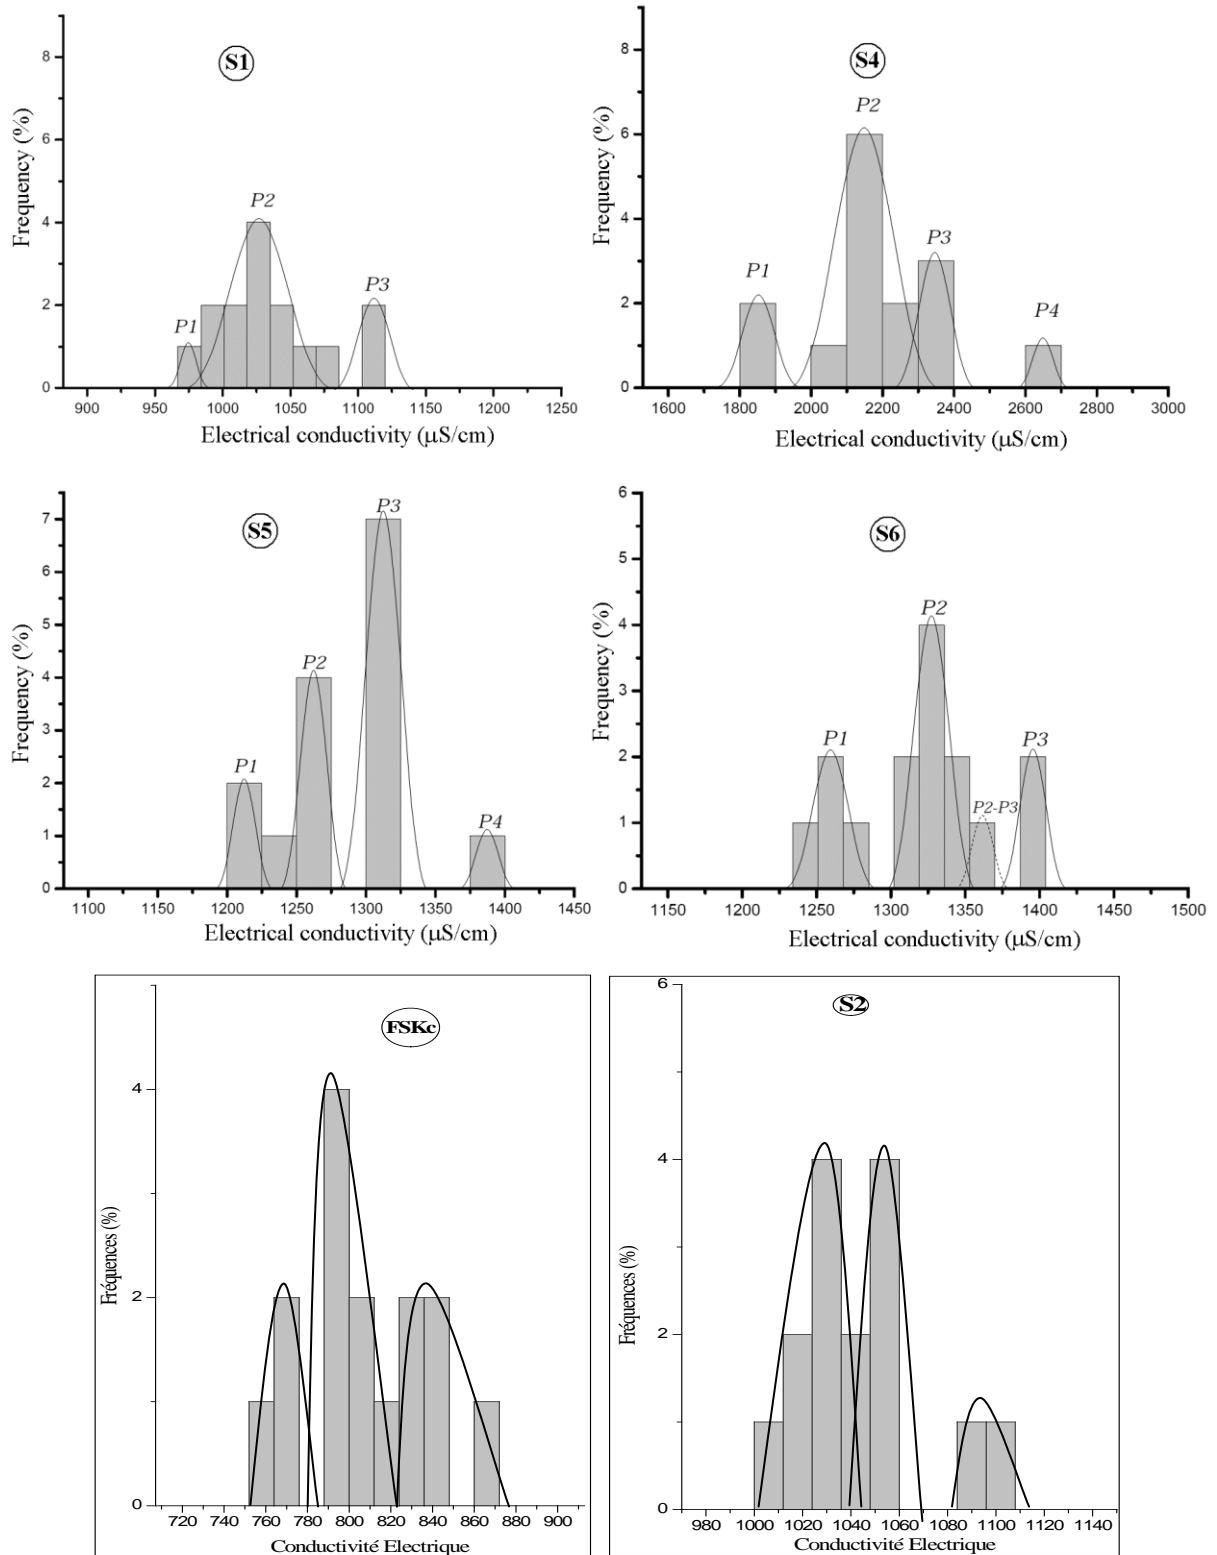 S1
P1
P2
P3
Frequency (%)
8
6
4
2
0
900 950 1000 1050 1100 1150 1200 1250
Electrical conductivity (µS/cm)
S4
P2
P3
P1
P4
Frequency (%)
8
6
4
2
0
1600 1800 2000 2200 2400 2600 2800 3000
Electrical conductivity (µS/cm)
S5
P3
P2
P1
P4
Frequency (%)
7
6
5
4
3
2
1
0
1100 1150 1200 1250 1300 1350 1400 1450
Electrical conductivity (µS/cm)
S6
P2
P1
P3
P2-P3
Frequency (%)
6
5
4
3
2
1
0
1150 1200 1250 1300 1350 1400 1450 1500
Electrical conductivity (µS/cm)
FSKc
Fréquences (%)
4
2
0
720 740 760 780 800 820 840 860 880 900
Conductivité Electrique
S2
Fréquences (%)
6
4
2
0
980 1000 1020 1040 1060 1080 1100 1120 1140
Conductivité Electrique